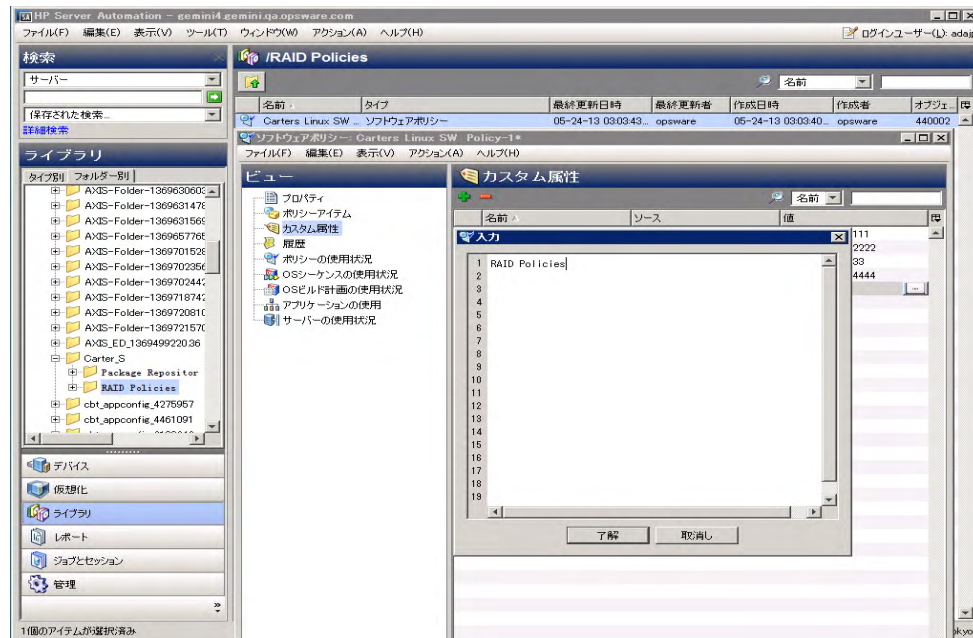 HP Server Automation - gemini4.gemini.qa.opsware.com
ファイル(F) 編集(E) 表示(V) ツール(T) ウィンドウ(W) アクション(A) ヘルプ(H)
ログインユーザー(L): adajp
検索
サーバー
保存された検索...
詳細検索
ライブラリ
タイプ別 フォルダー別
AXIS-Folder-1369630603
AXIS-Folder-1369631478
AXIS-Folder-1369631569
AXIS-Folder-1369657765
AXIS-Folder-1369701528
AXIS-Folder-1369702356
AXIS-Folder-1369702442
AXIS-Folder-1369718742
AXIS-Folder-1369720810
AXIS-Folder-1369721570
AXIS_ED_136949922036
Carter_S
Package Repositor
RAID Policies
cbt_appconfig_4275957
cbt_appconfig_4461091
デバイス
仮想化
ライブラリ
レポート
ジョブとセッション
管理
1個のアイテムが選択済み
/RAID Policies
名前
名前 タイプ 最終更新日時 最終更新者 作成日時 作成者 オブジェ...
Carters Linux SW ... ソフトウェアポリシー 05-24-13 03:03:43... opsware 05-24-13 03:03:40... opsware 440002
ソフトウェアポリシー: Carters Linux SW Policy-1*
ファイル(F) 編集(E) 表示(V) アクション(A) ヘルプ(H)
ビュー
プロパティ
ポリシーアイテム
カスタム属性
履歴
ポリシーの使用状況
OSシーケンスの使用状況
OSビルド計画の使用状況
アプリケーションの使用
サーバーの使用状況
カスタム属性
名前
名前 ソース 値
111
2222
33
4444
...
入力
1 RAID Policies
2
3
4
5
6
7
8
9
10
11
12
13
14
15
16
17
18
19
了解 取消し